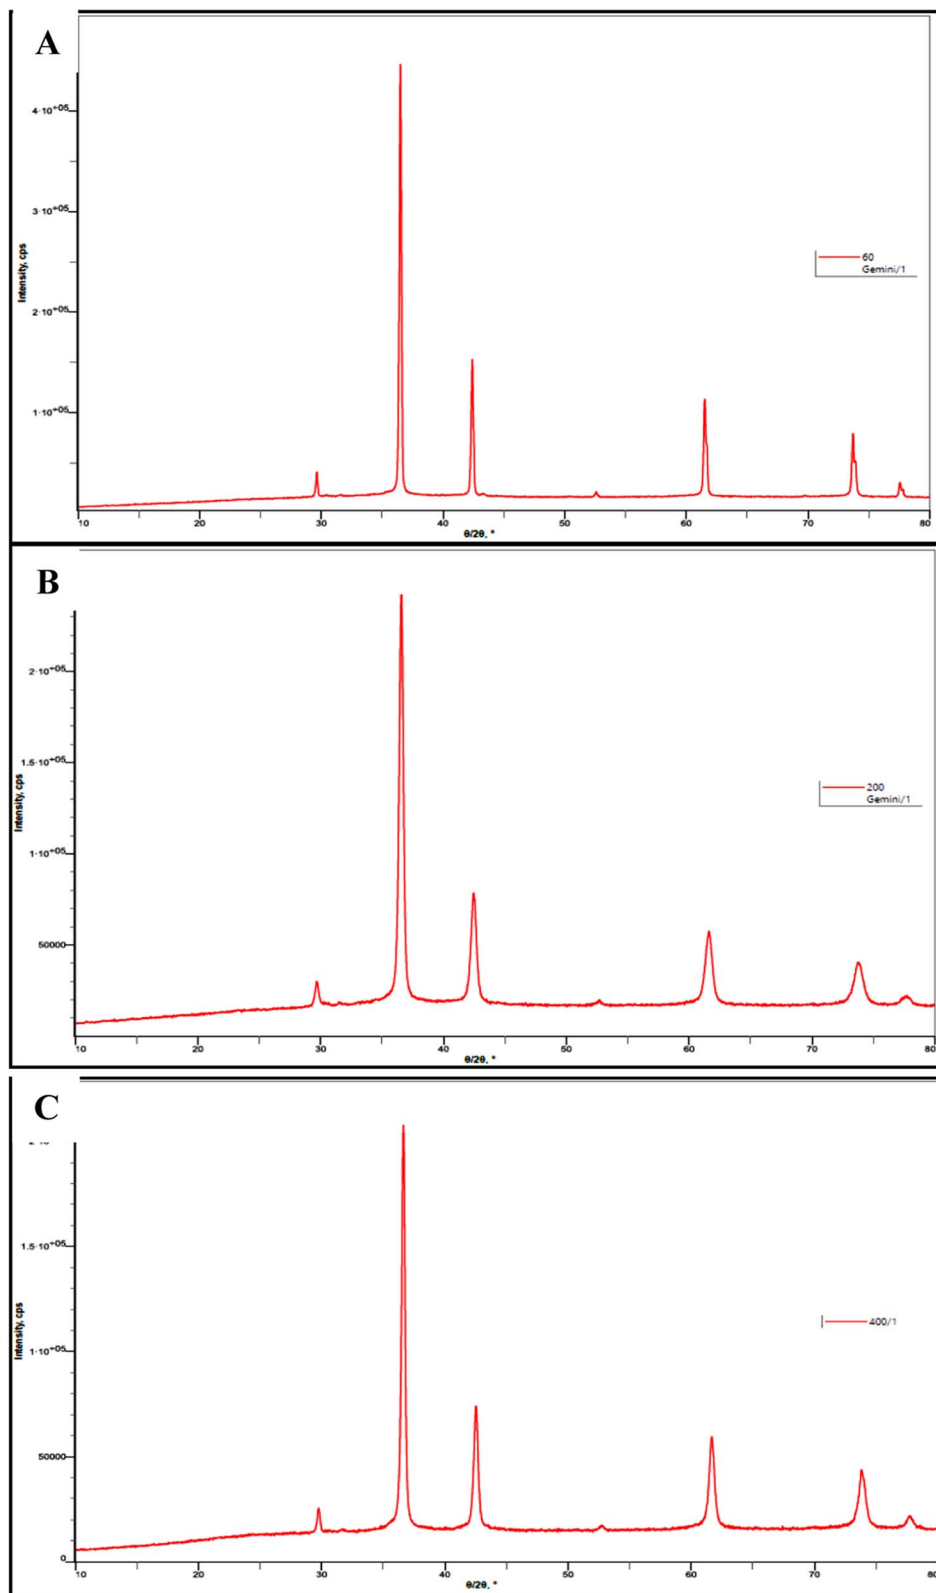 A
4·10⁺⁰⁵
3·10⁺⁰⁵
2·10⁺⁰⁵
1·10⁺⁰⁵
Intensity, cps
60
Gemini/1
10 20 30 40 50 60 70 80
θ/2θ, °
B
2·10⁺⁰⁵
1.5·10⁺⁰⁵
1·10⁺⁰⁵
50000
Intensity, cps
200
Gemini/1
10 20 30 40 50 60 70 80
θ/2θ, °
C
1.5·10⁺⁰⁵
1·10⁺⁰⁵
50000
0
Intensity, cps
400/1
10 20 30 40 50 60 70 80
θ/2θ, °